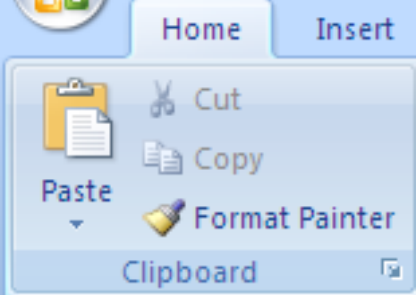 Home Insert
Cut
Copy
Paste
Format Painter
Clipboard